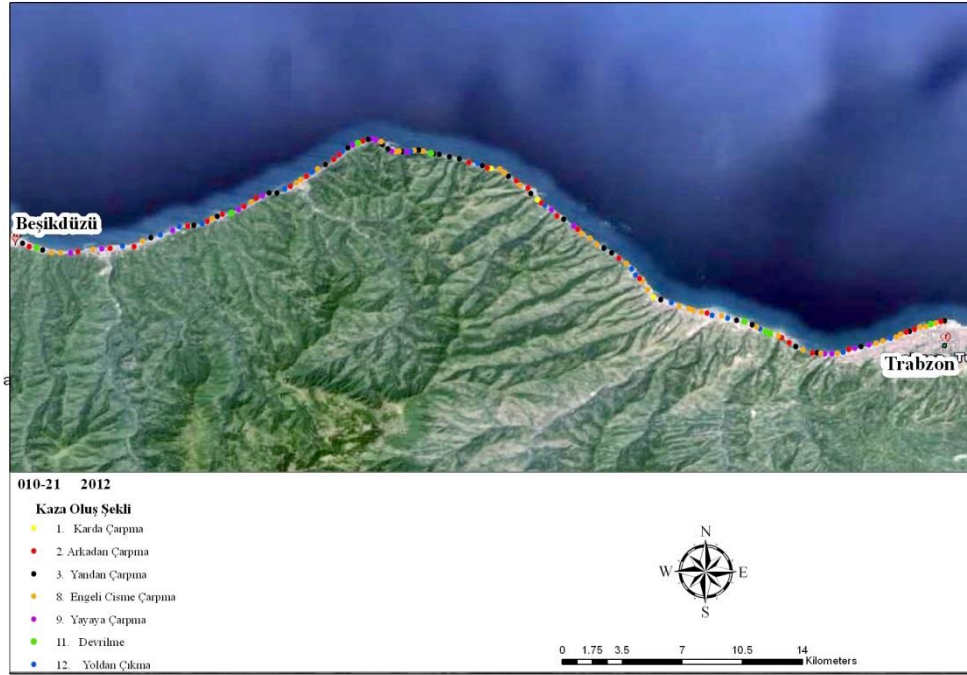 Beşikdüzü
Trabzon
010-21 2012
Kaza Oluş Şekli
1. Karda Çarpma
2. Arkadan Çarpma
3. Yandan Çarpma
8. Engeli Cisme Çarpma
9. Yayaya Çarpma
11. Devrilme
12. Yoldan Çıkma
N
W E
S
0 1.75 3.5 7 10.5 14
Kilometers